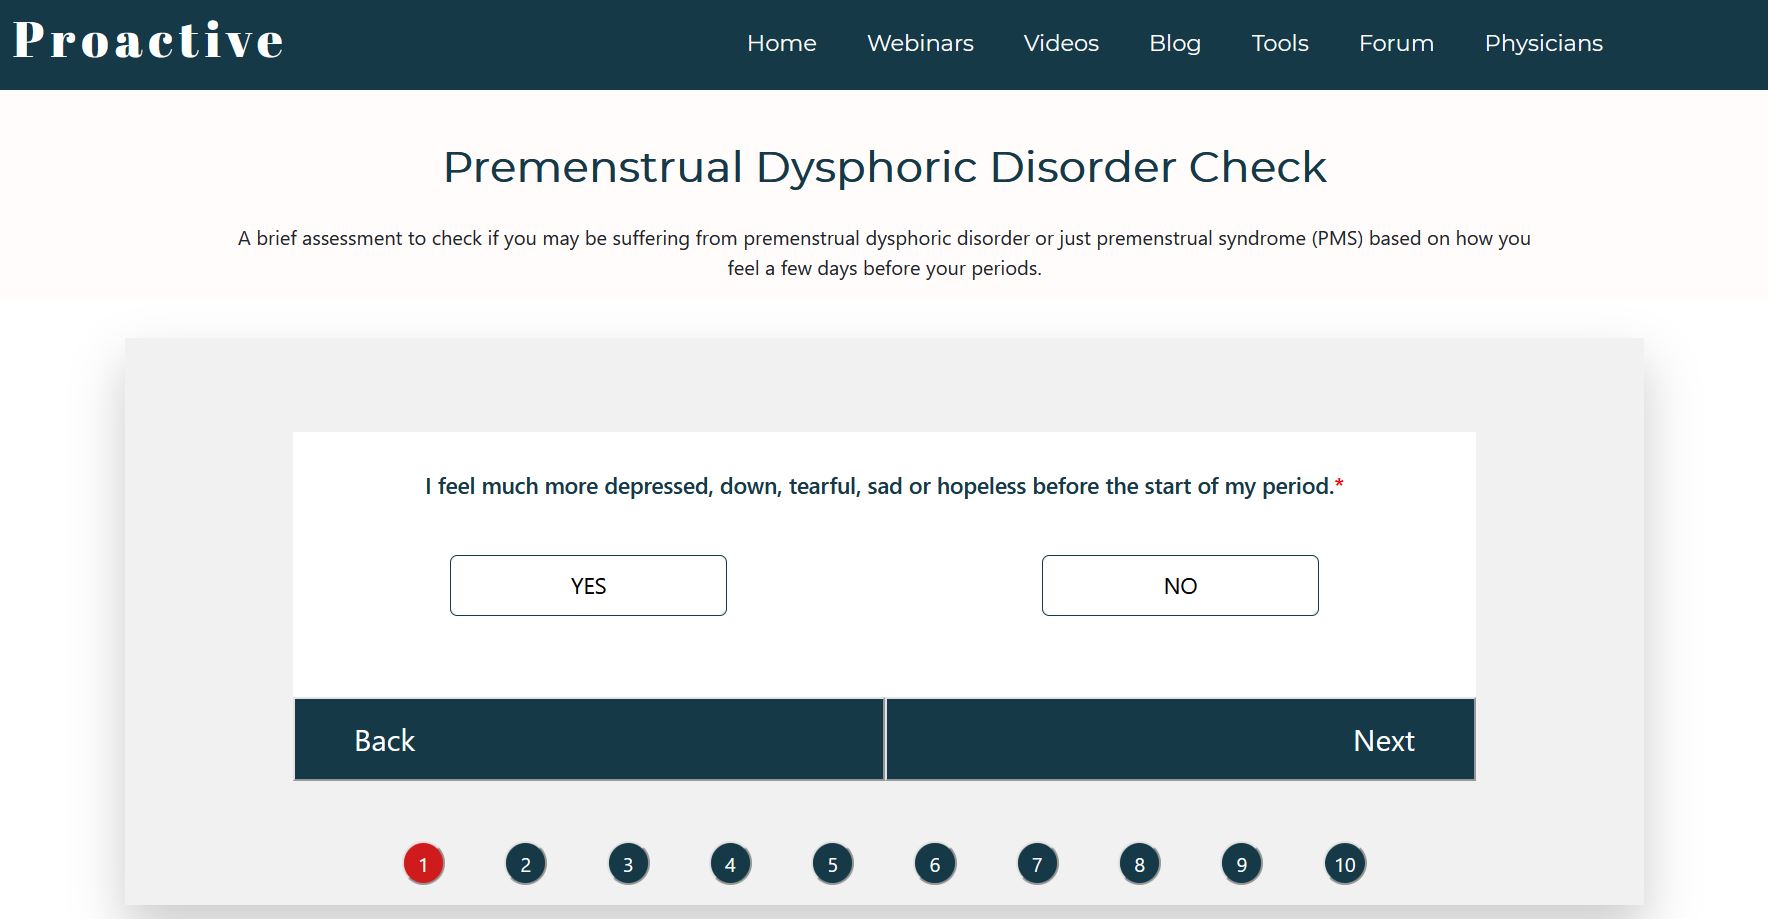 Proactive
Home Webinars Videos Blog Tools Forum Physicians
Premenstrual Dysphoric Disorder Check
A brief assessment to check if you may be suffering from premenstrual dysphoric disorder or just premenstrual syndrome (PMS) based on how you
feel a few days before your periods.
I feel much more depressed, down, tearful, sad or hopeless before the start of my period.*
YES NO
Back Next
1 2 3 4 5 6 7 8 9 10